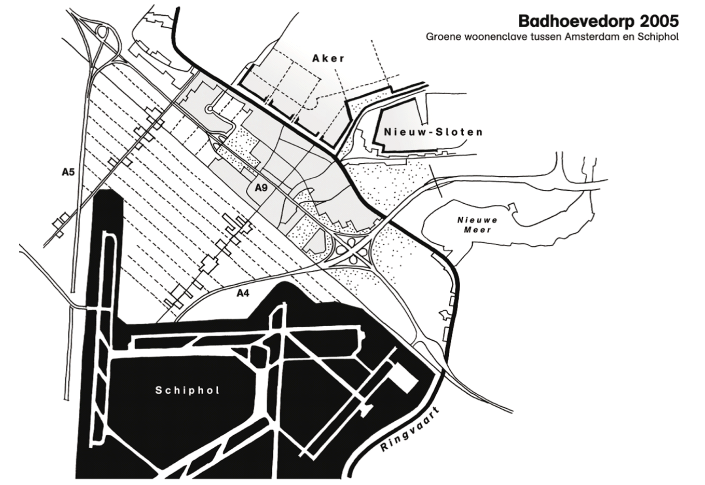 Badhoevedorp 2005
Groene woonenclave tussen Amsterdam en Schiphol
Aker
Nieuw-Sloten
A5
A9
Nieuwe
Meer
A4
Schiphol
Ringvaart